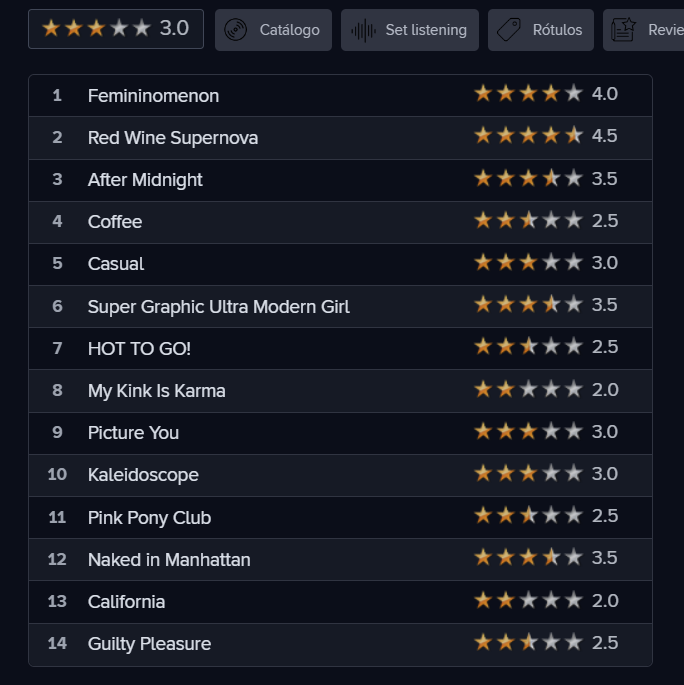 3.0 Catálogo Set listening Rótulos Revie
1 Femininomenon 4.0
2 Red Wine Supernova 4.5
3 After Midnight 3.5
4 Coffee 2.5
5 Casual 3.0
6 Super Graphic Ultra Modern Girl 3.5
7 HOT TO GO! 2.5
8 My Kink Is Karma 2.0
9 Picture You 3.0
10 Kaleidoscope 3.0
11 Pink Pony Club 2.5
12 Naked in Manhattan 3.5
13 California 2.0
14 Guilty Pleasure 2.5